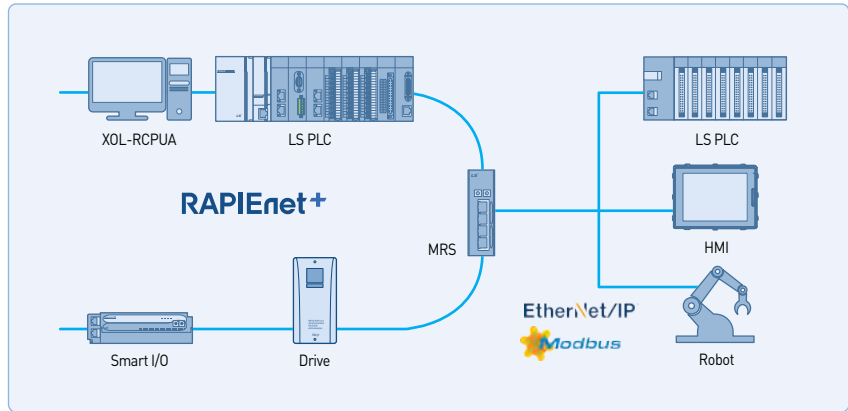 XOL-RCPUA
LS PLC
LS PLC
RAPIEnet+
MRS
HMI
EtherNet/IP
Modbus
Smart I/O
Drive
Robot